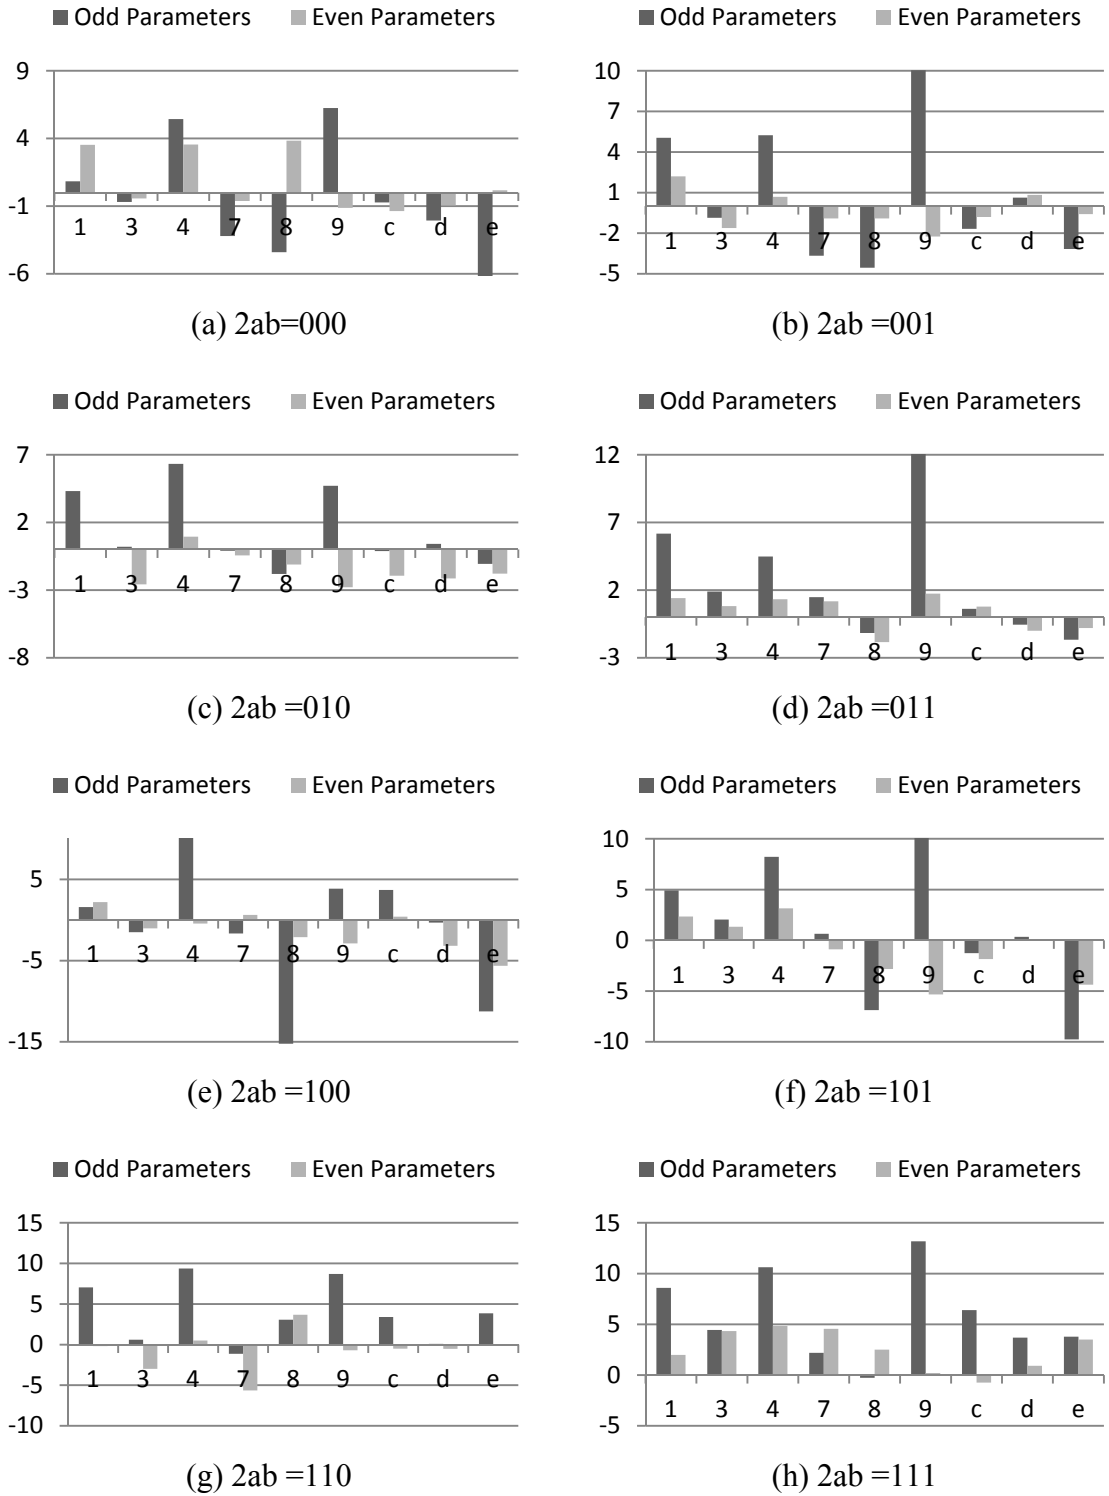 Odd Parameters Even Parameters
9
4
-1
-6
1 3 4 7 8 9 c d e
(a) 2ab=000
Odd Parameters Even Parameters
10
7
4
1
-2
-5
1 3 4 7 8 9 c d e
(b) 2ab =001
Odd Parameters Even Parameters
7
2
-3
-8
1 3 4 7 8 9 c d e
(c) 2ab =010
Odd Parameters Even Parameters
12
7
2
-3
1 3 4 7 8 9 c d e
(d) 2ab =011
Odd Parameters Even Parameters
5
-5
-15
1 3 4 7 8 9 c d e
(e) 2ab =100
Odd Parameters Even Parameters
10
5
0
-5
-10
1 3 4 7 8 9 c d e
(f) 2ab =101
Odd Parameters Even Parameters
15
10
5
0
-5
-10
1 3 4 7 8 9 c d e
(g) 2ab =110
Odd Parameters Even Parameters
15
10
5
0
-5
1 3 4 7 8 9 c d e
(h) 2ab =111